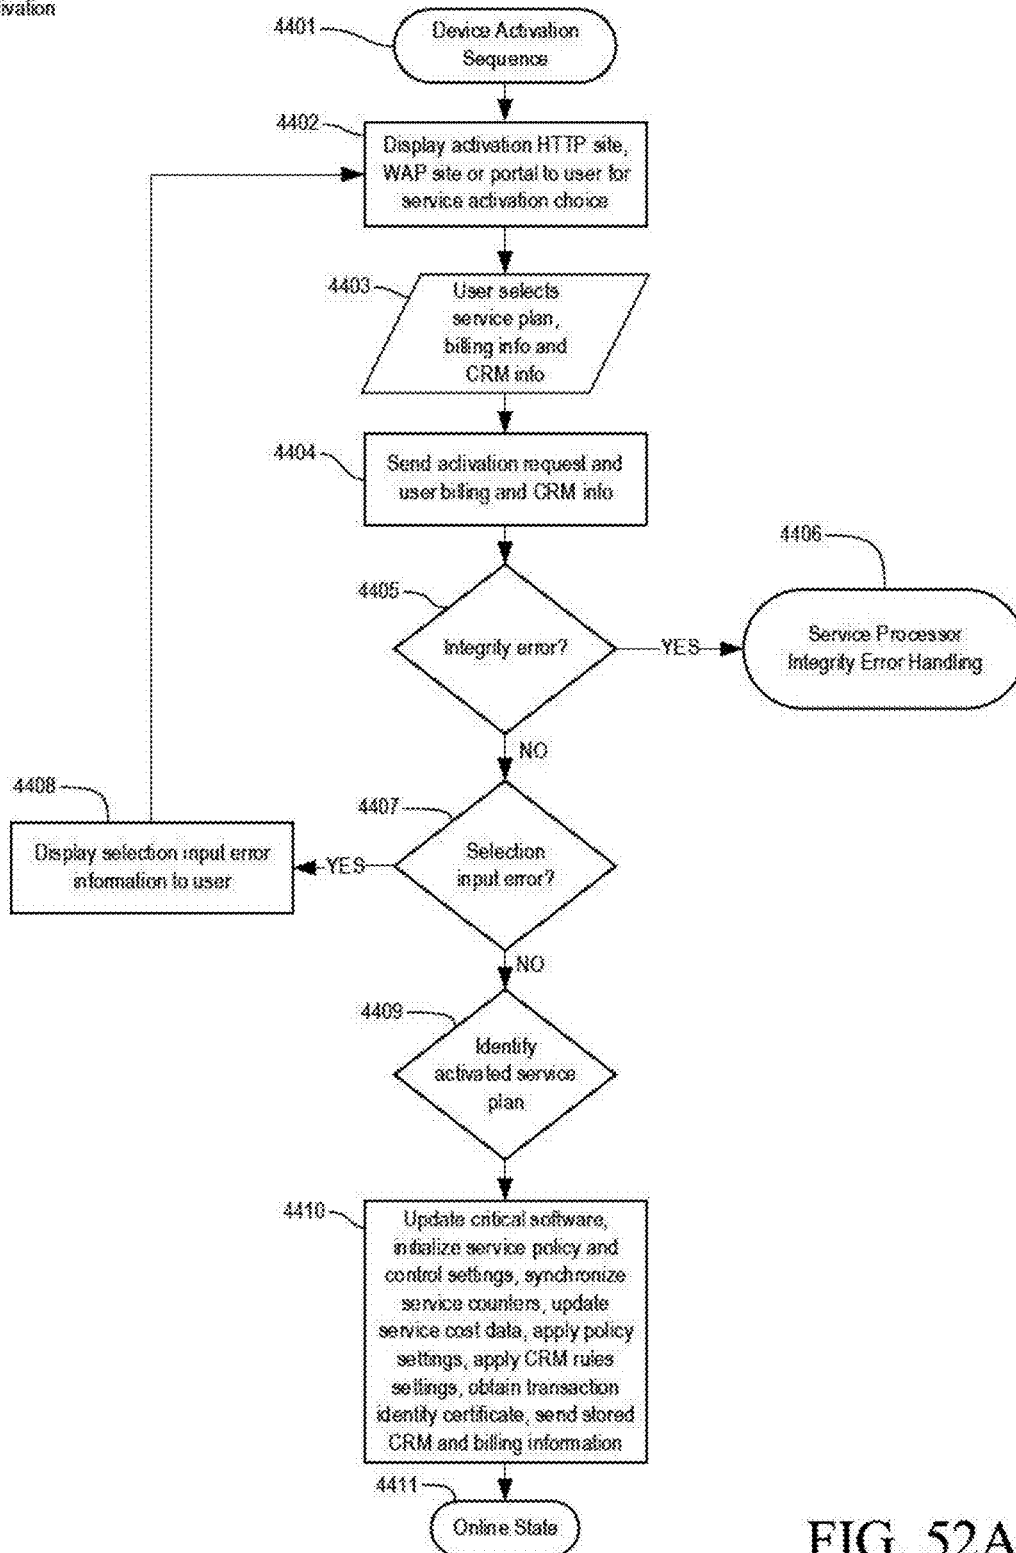 4401
Device Activation
Sequence
4402
Display activation HTTP site,
WAP site or portal to user for
service activation choice
4403
User selects
service plan,
billing info and
CRM info
4404
Send activation request and
user billing and CRM info
4405
Integrity error?
YES
4406
Service Processor
Integrity Error Handling
NO
4407
Selection
input error?
YES
4408
Display selection input error
information to user
NO
4409
Identify
activated service
plan
4410
Update critical software,
initialize service policy and
control settings, synchronize
service counters, update
service cost data, apply policy
settings, apply CRM rules
settings, obtain transaction
identity certificate, send stored
CRM and billing information
4411
Online State
FIG. 52A